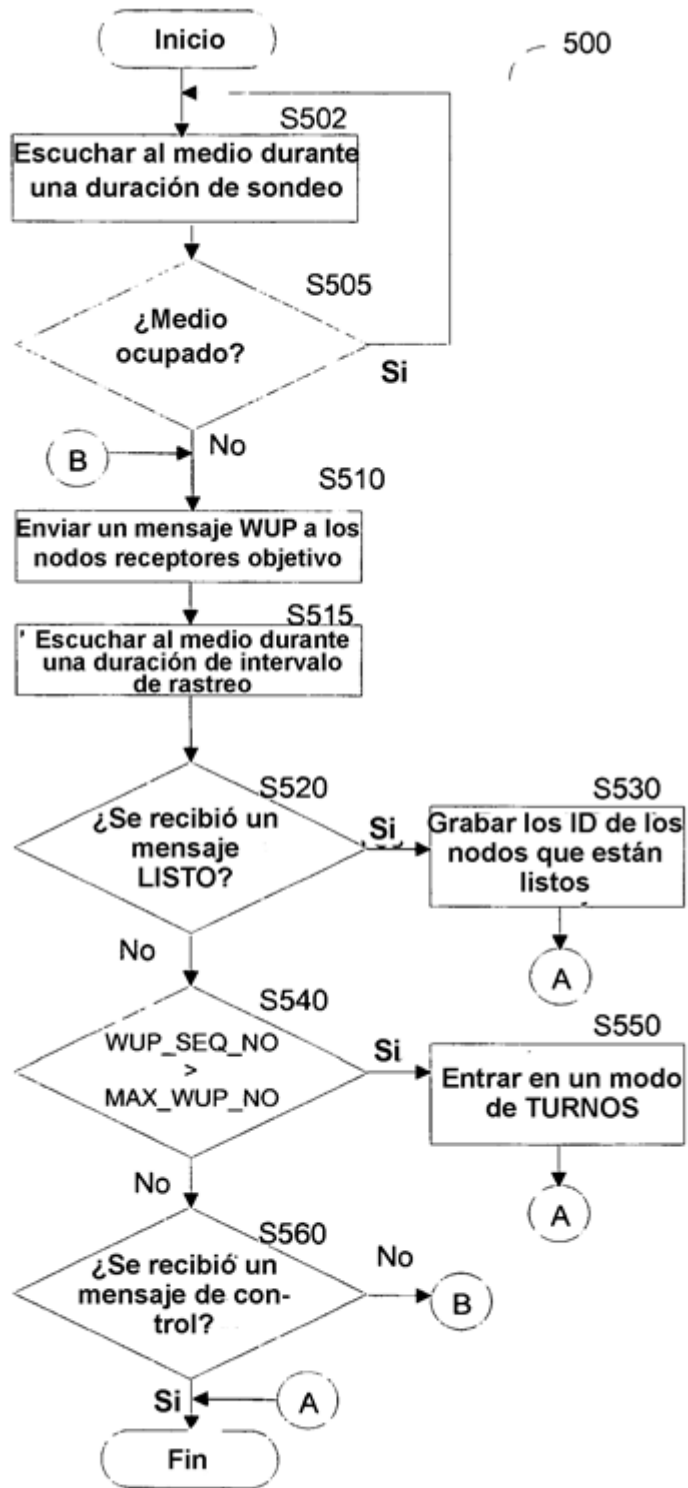 Inicio
500
S502
Escuchar al medio durante
una duración de sondeo
S505
¿Medio
ocupado?
Si
No
B
S510
Enviar un mensaje WUP a los
nodos receptores objetivo
S515
Escuchar al medio durante
una duración de intervalo
de rastreo
S520
¿Se recibió un
mensaje
LISTO?
Si
S530
Grabar los ID de los
nodos que están
listos
A
No
S540
WUP_SEQ_NO
>
MAX_WUP_NO
Si
S550
Entrar en un modo
de TURNOS
A
No
S560
¿Se recibió un
mensaje de con-
trol?
No
B
Si
A
Fin